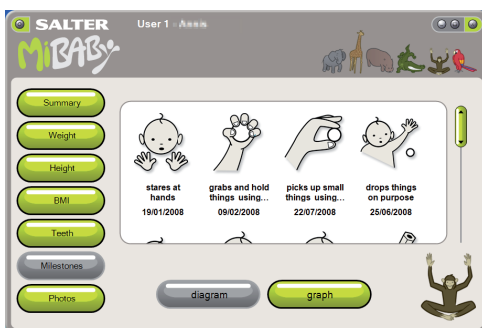 SALTER
User 1 - Annis
MiBABy
Summary
Weight
Height
BMI
Teeth
Milestones
Photos
stares at
hands
19/01/2008
grabs and hold
things using...
09/02/2008
picks up small
things using...
22/07/2008
drops things
on purpose
25/06/2008
diagram
graph